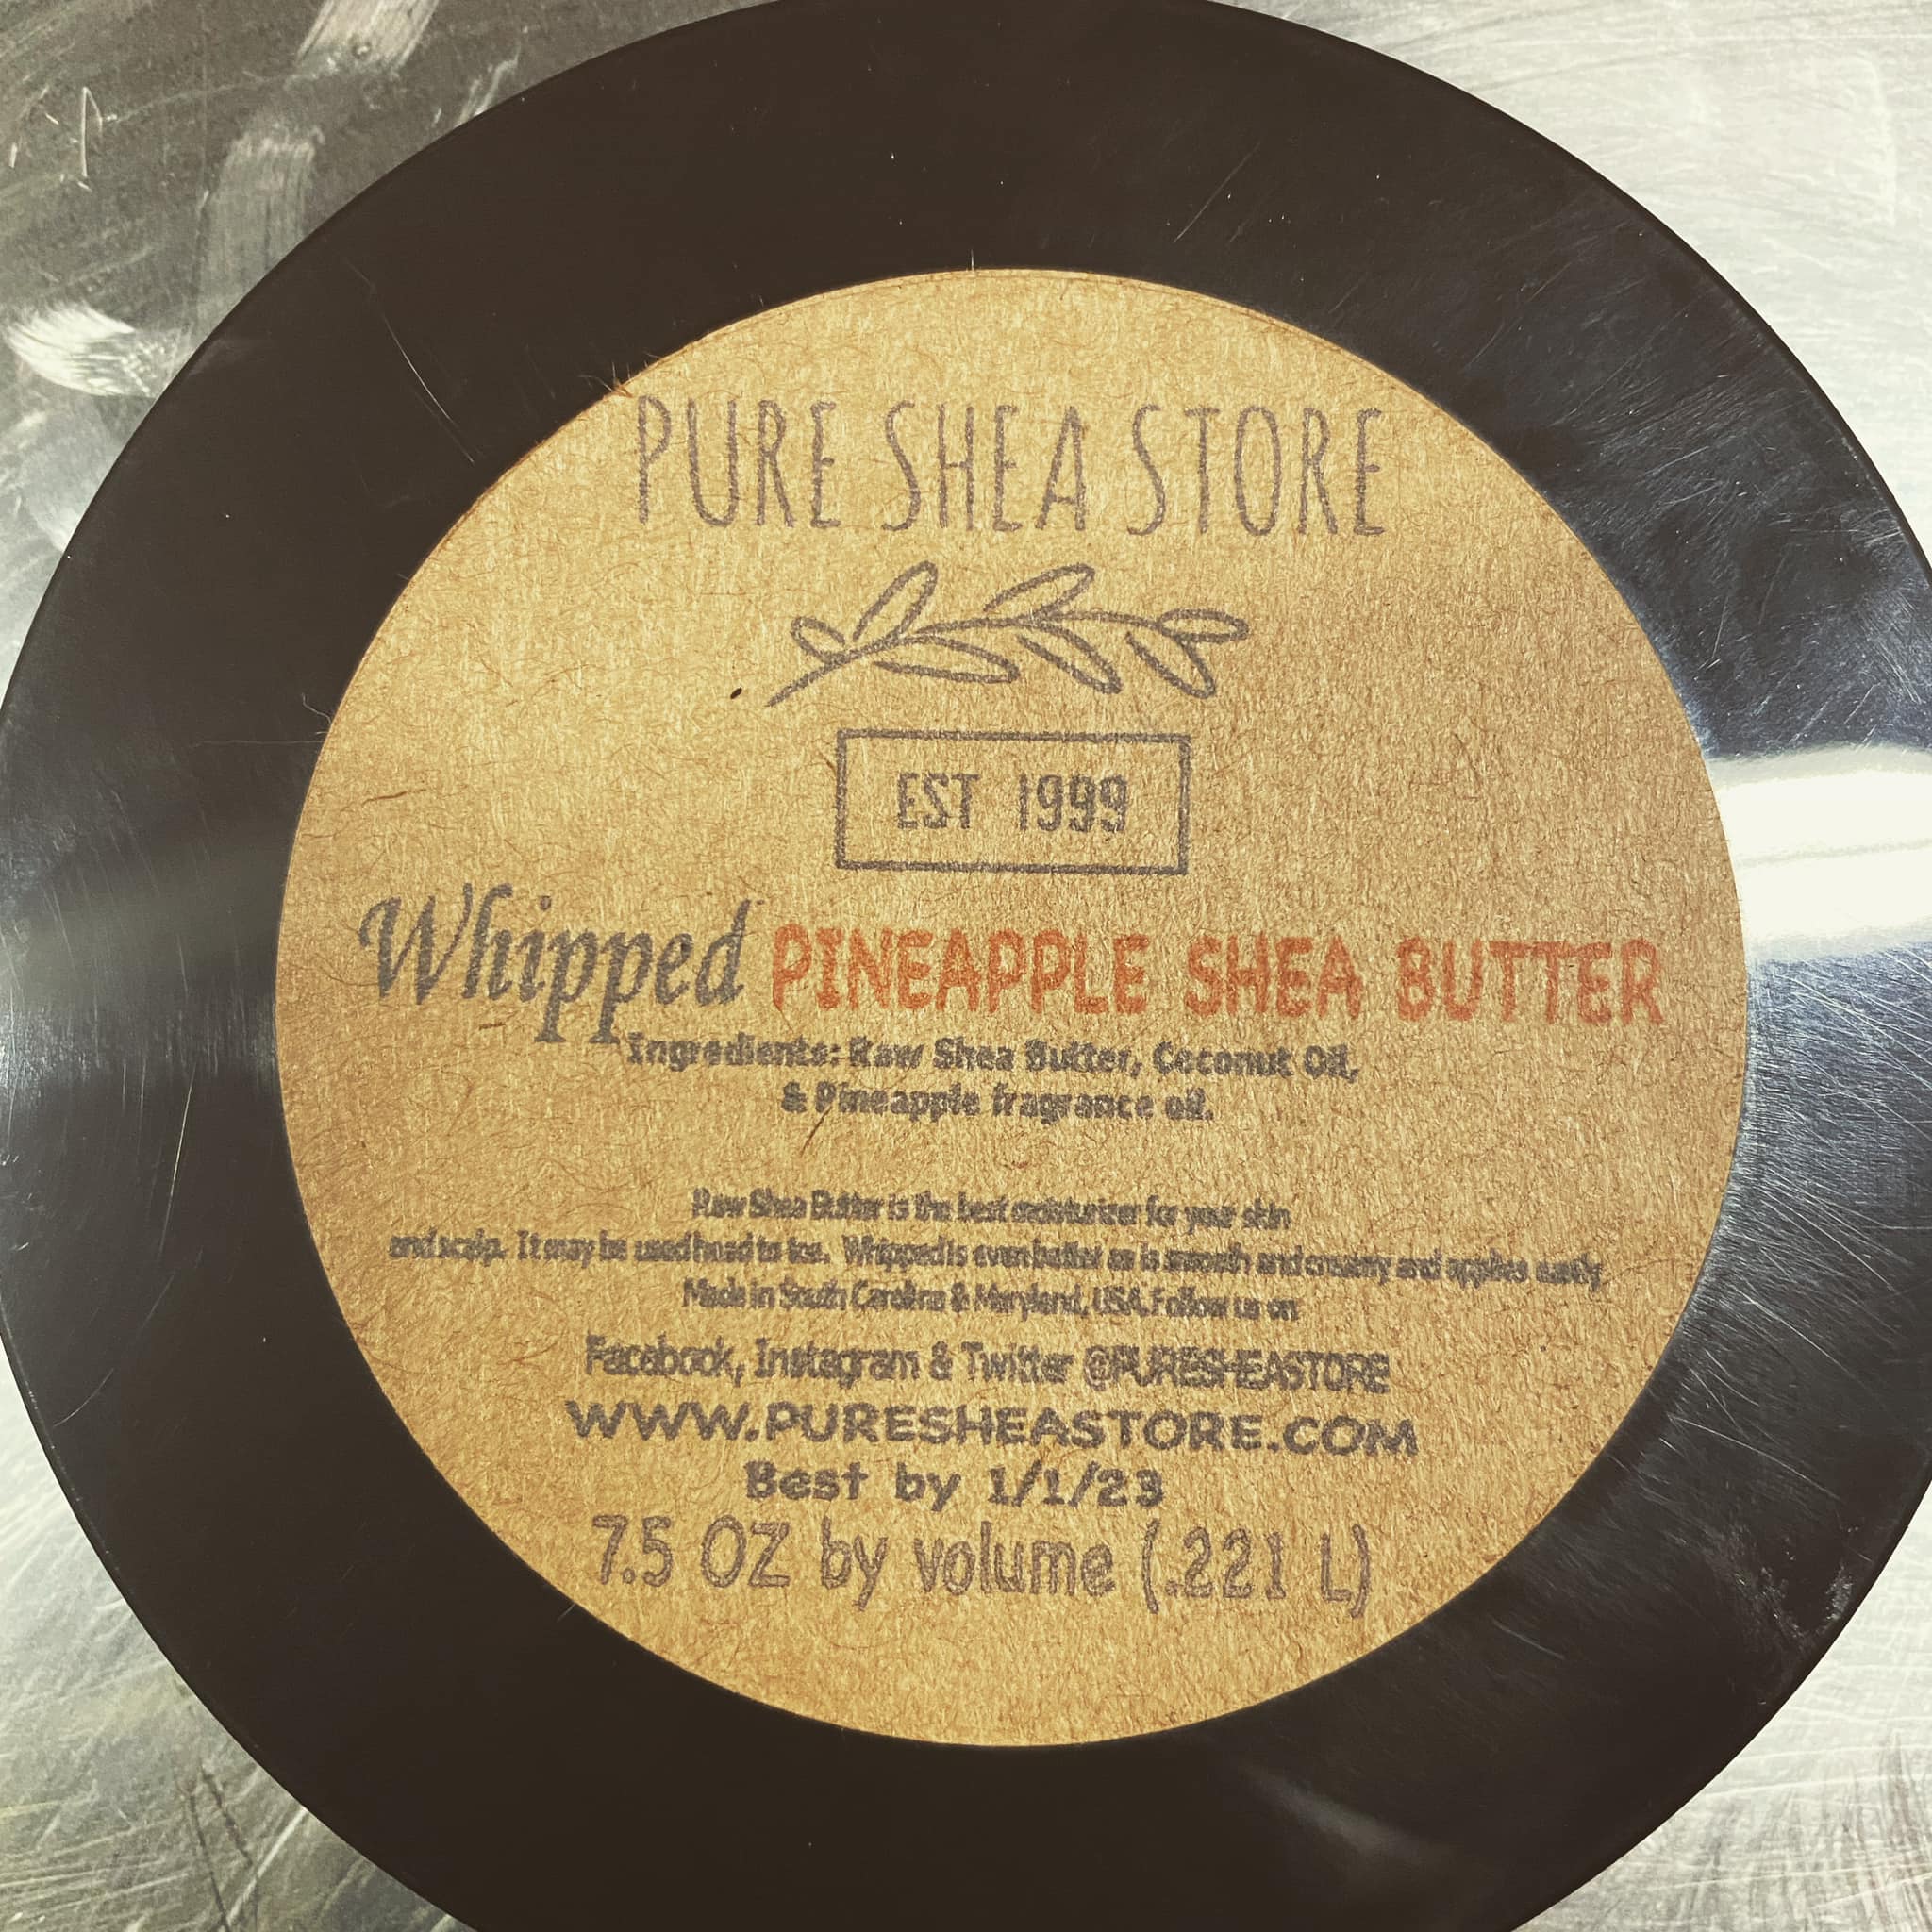 PURE SHEA STORE
EST 1999
Whipped PINEAPPLE SHEA BUTTER
Ingredients: Raw Shea Butter, Coconut Oil,
& Pineapple fragrance oil.
Raw Shea Butter is the best moisturizer for your skin
and scalp. It may be used head to toe. Whipped is even better as is smooth and creamy and applies easily.
Made in South Carolina & Maryland, USA. Follow us on
Facebook, Instagram & Twitter @PURESHEASTORE
WWW.PURESHEASTORE.COM
Best by 1/1/23
7.5 OZ by volume (.221 L)